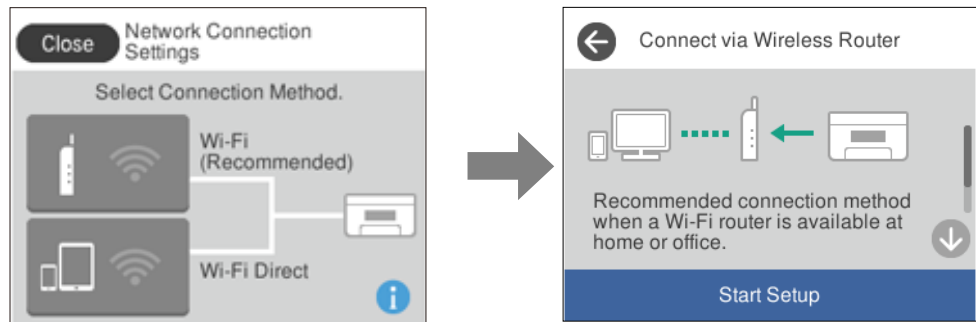 Close
Network Connection
Settings
Select Connection Method.
Wi-Fi
(Recommended)
Wi-Fi Direct
i
Connect via Wireless Router
Recommended connection method
when a Wi-Fi router is available at
home or office.
Start Setup